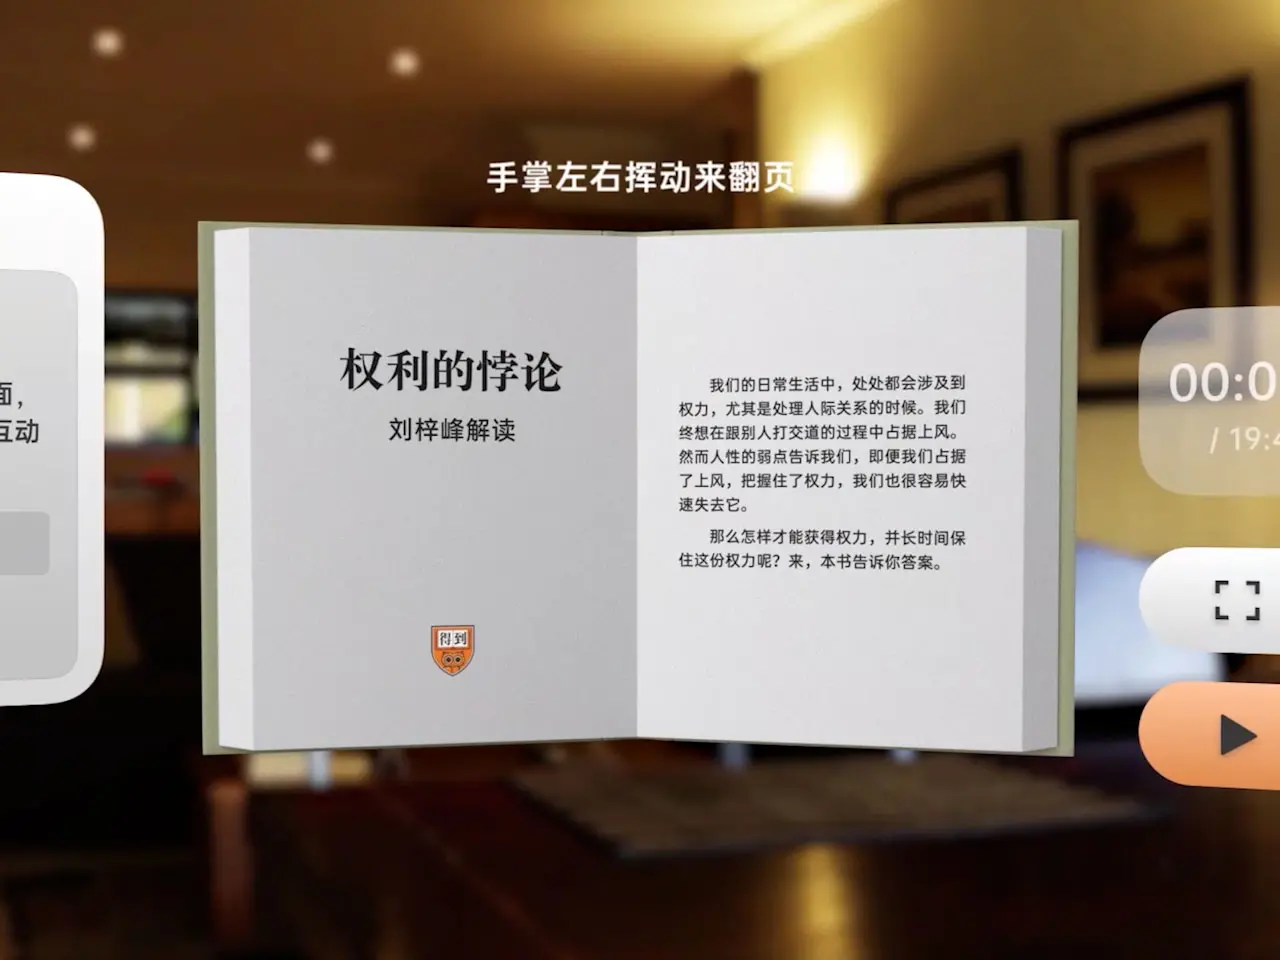 手掌左右挥动来翻页
面，
互动
权利的悖论
刘梓峰解读
得到
我们的日常生活中，处处都会涉及到
权力，尤其是处理人际关系的时候。我们
终想在跟别人打交道的过程中占据上风。
然而人性的弱点告诉我们，即便我们占据
了上风，把握住了权力，我们也很容易快
速失去它。
那么怎样才能获得权力，并长时间保
住这份权力呢？来，本书告诉你答案。
00:0
/ 19:4